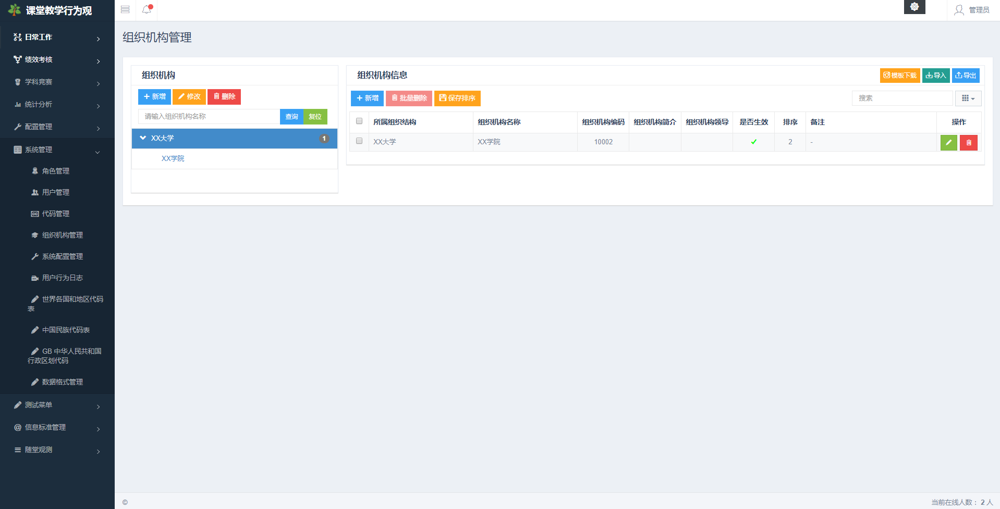 课堂教学行为观
管理员
日常工作
绩效考核
学科竞赛
统计分析
配置管理
系统管理
角色管理
用户管理
代码管理
组织机构管理
系统配置管理
用户行为日志
世界各国和地区代码
表
中国民族代码表
GB 中华人民共和国
行政区划代码
数据格式管理
测试菜单
信息标准管理
随堂观测
组织机构管理
组织机构
新增 修改 删除
请输入组织机构名称 查询 复位
XX大学 1
XX学院
组织机构信息 模板下载 导入 导出
新增 批量删除 保存排序 搜索
所属组织结构 组织机构名称 组织机构编码 组织机构简介 组织机构领导 是否生效 排序 备注 操作
XX大学 XX学院 10002 2 -
© 当前在线人数： 2 人